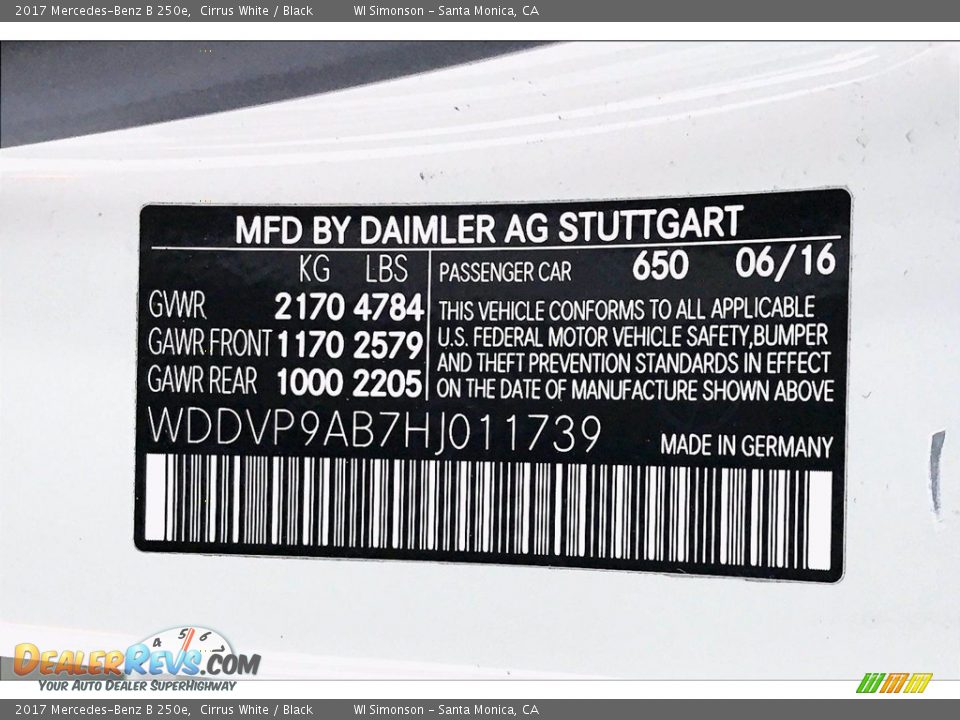 2017 Mercedes-Benz B 250e, Cirrus White / Black WI Simonson - Santa Monica, CA
MFD BY DAIMLER AG STUTTGART
KG LBS
GVWR 2170 4784
GAWR FRONT 1170 2579
GAWR REAR 1000 2205
PASSENGER CAR 650 06/16
THIS VEHICLE CONFORMS TO ALL APPLICABLE
U.S. FEDERAL MOTOR VEHICLE SAFETY,BUMPER
AND THEFT PREVENTION STANDARDS IN EFFECT
ON THE DATE OF MANUFACTURE SHOWN ABOVE
WDDVP9AB7HJ011739
MADE IN GERMANY
4 5 6 7
DEALERREVS.COM
YOUR AUTO DEALER SUPERHIGHWAY
2017 Mercedes-Benz B 250e, Cirrus White / Black WI Simonson - Santa Monica, CA